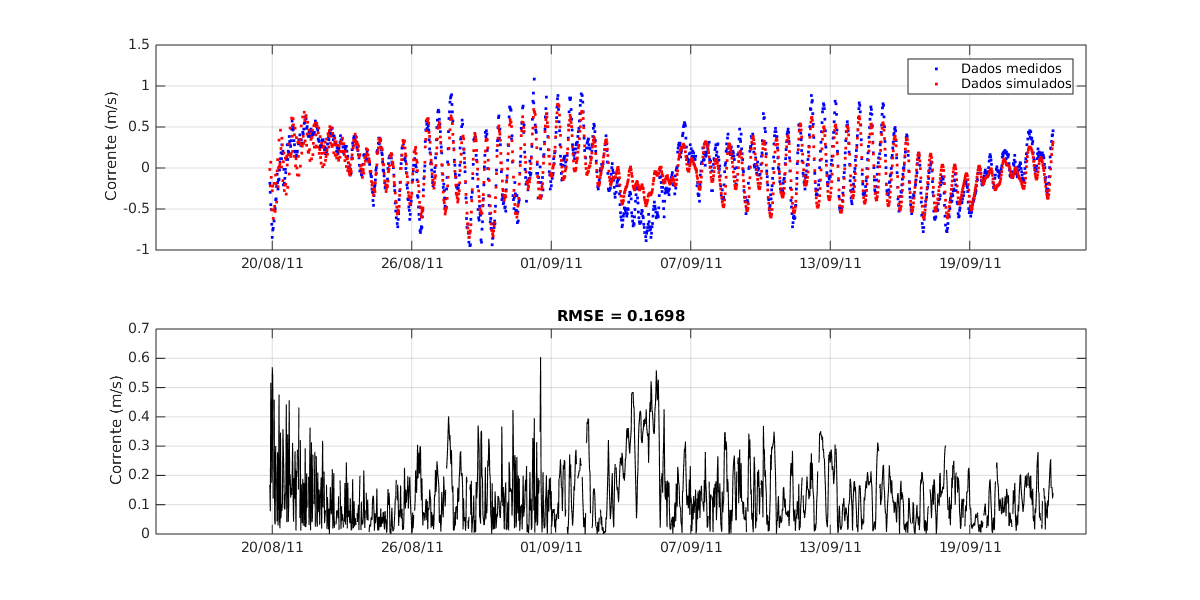 1.5
1
0.5
0
-0.5
-1
Corrente (m/s)
Dados medidos
Dados simulados
20/08/11 26/08/11 01/09/11 07/09/11 13/09/11 19/09/11
RMSE = 0.1698
0.7
0.6
0.5
0.4
0.3
0.2
0.1
0
Corrente (m/s)
20/08/11 26/08/11 01/09/11 07/09/11 13/09/11 19/09/11